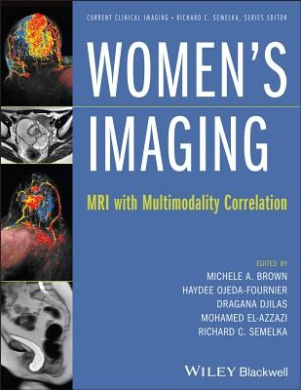 CURRENT CLINICAL IMAGING • RICHARD C. SEMELKA, SERIES EDITOR
WOMEN'S
IMAGING
MRI with Multimodality Correlation
EDITED BY
MICHELE A. BROWN
HAYDEE OJEDA-FOURNIER
DRAGANA DJILAS
MOHAMED EL-AZZAZI
RICHARD C. SEMELKA
WILEY Blackwell